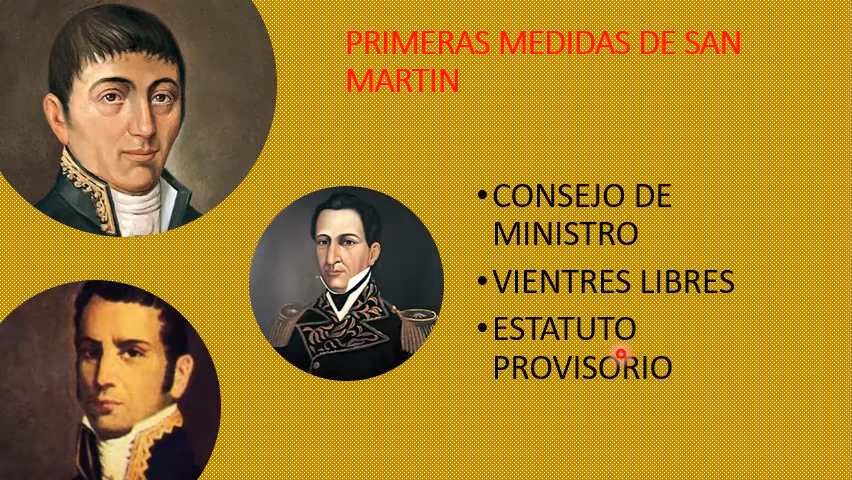 PRIMERAS MEDIDAS DE SAN
MARTIN
•CONSEJO DE
MINISTRO
•VIENTRES LIBRES
•ESTATUTO
PROVISORIO